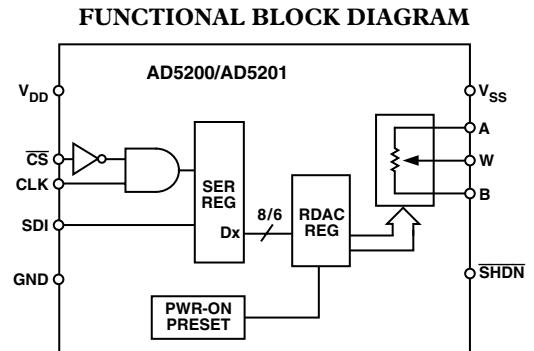 FUNCTIONAL BLOCK DIAGRAM
AD5200/AD5201
VDD
VSS
A
CS
W
CLK
SER
REG
8/6
RDAC
REG
B
SDI
Dx
GND
SHDN
PWR-ON
PRESET